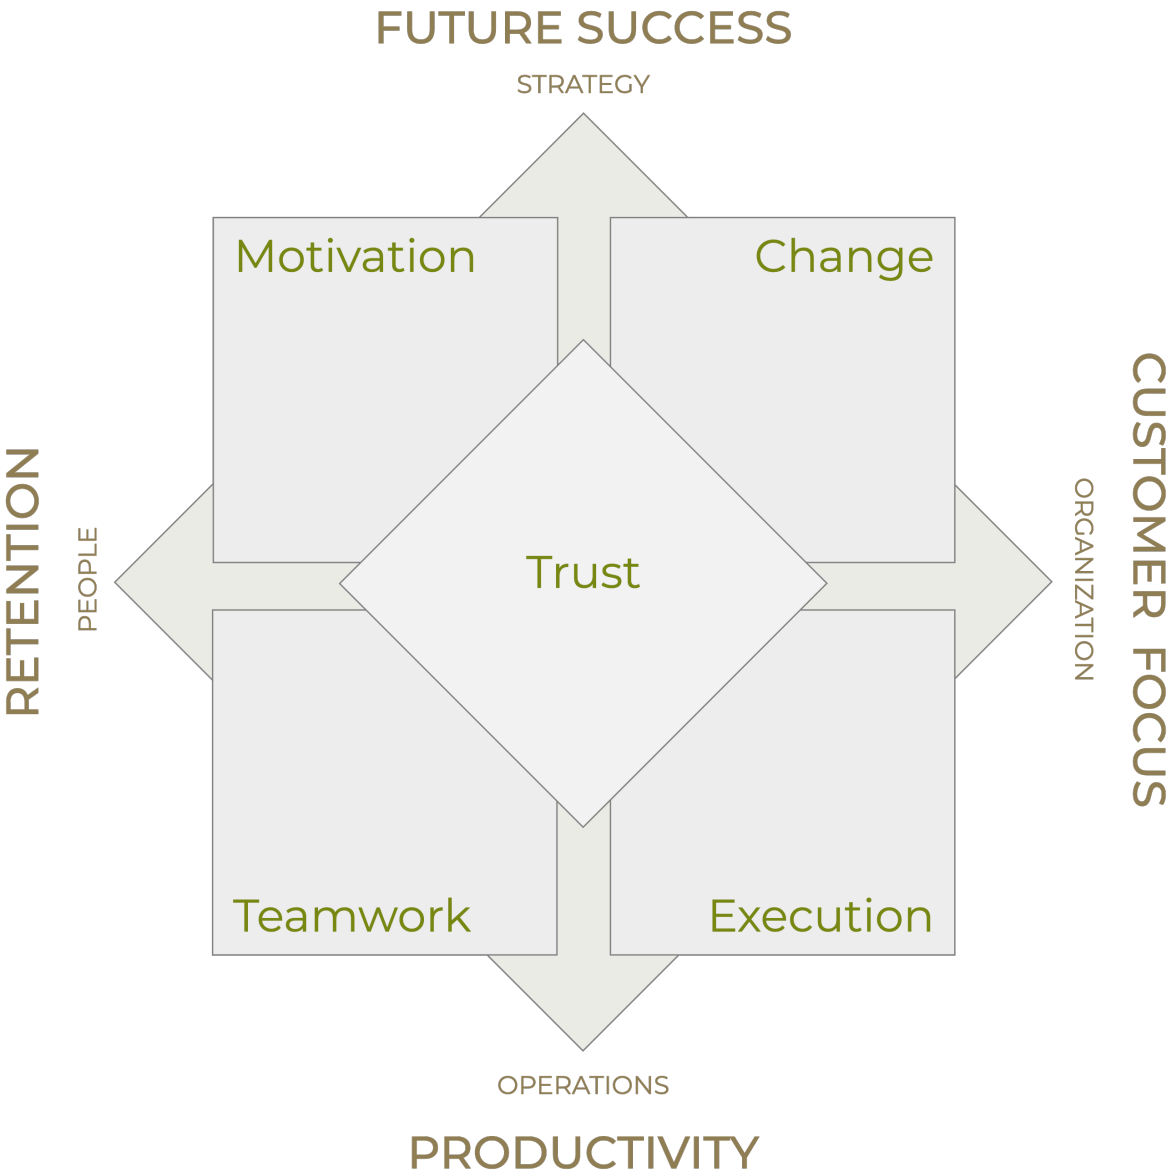 FUTURE SUCCESS
STRATEGY
Motivation
Change
RETENTION
PEOPLE
Trust
ORGANIZATION
CUSTOMER FOCUS
Teamwork
Execution
OPERATIONS
PRODUCTIVITY